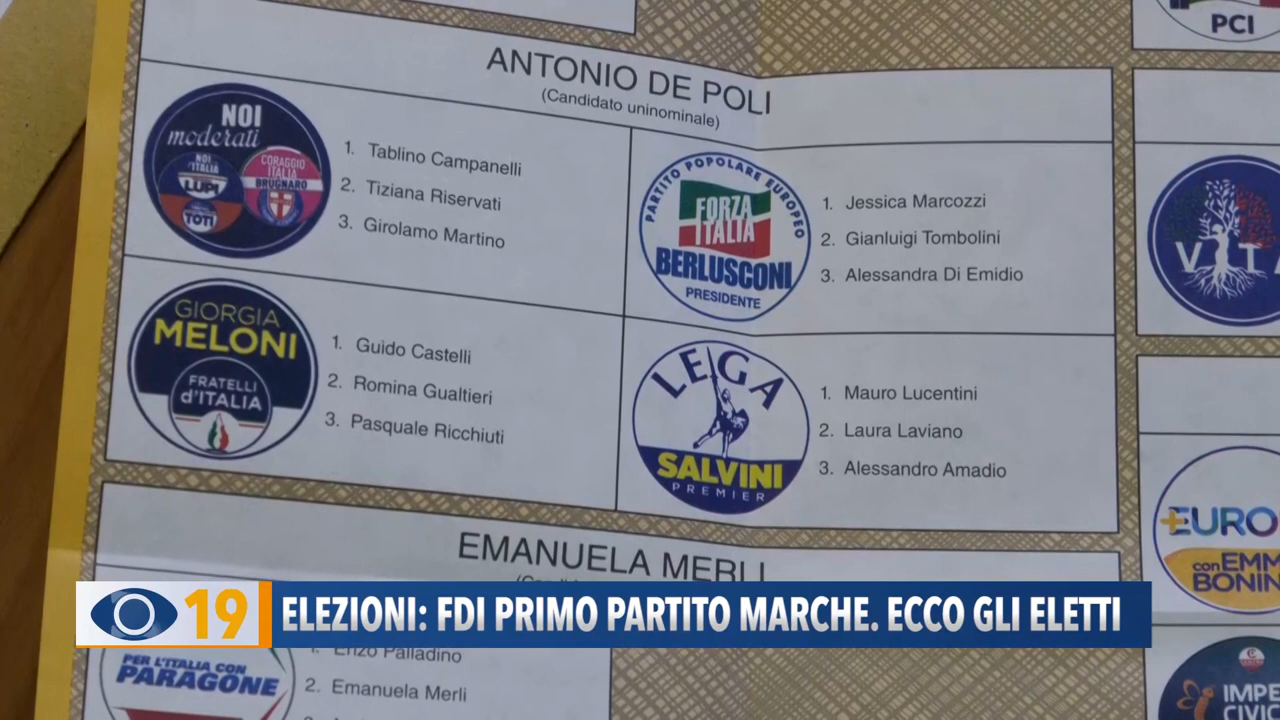 PCI
ANTONIO DE POLI
(Candidato uninominale)
NOI
moderati
NOI
L'ITALIA
LUPI
TOTI
CORAGGIO
ITALIA
BRUGNARO
1. Tablino Campanelli
2. Tiziana Riservati
3. Girolamo Martino
PARTITO POPOLARE EUROPEO
FORZA
ITALIA
BERLUSCONI
PRESIDENTE
1. Jessica Marcozzi
2. Gianluigi Tombolini
3. Alessandra Di Emidio
VITA
GIORGIA
MELONI
FRATELLI
d'ITALIA
1. Guido Castelli
2. Romina Gualtieri
3. Pasquale Ricchiuti
LEGA
SALVINI
PREMIER
1. Mauro Lucentini
2. Laura Laviano
3. Alessandro Amadio
+EURO
con EMM
BONIN
EMANUELA MERLI
19
ELEZIONI: FDI PRIMO PARTITO MARCHE. ECCO GLI ELETTI
PER L'ITALIA CON
PARAGONE
1. Enzo Palladino
2. Emanuela Merli
IMPE
CIVIC